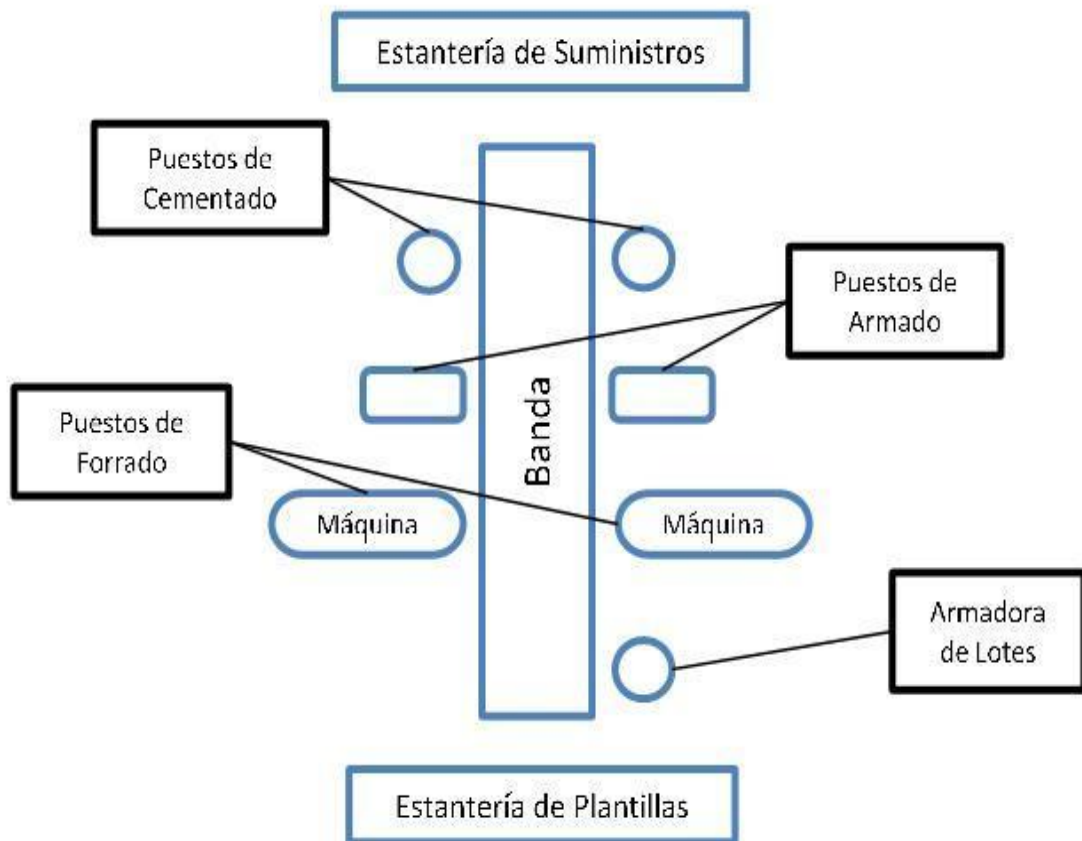 Estantería de Suministros
Puestos de
Cementado
Puestos de
Armado
Puestos de
Forrado
Banda
Máquina
Máquina
Armadora
de Lotes
Estantería de Plantillas